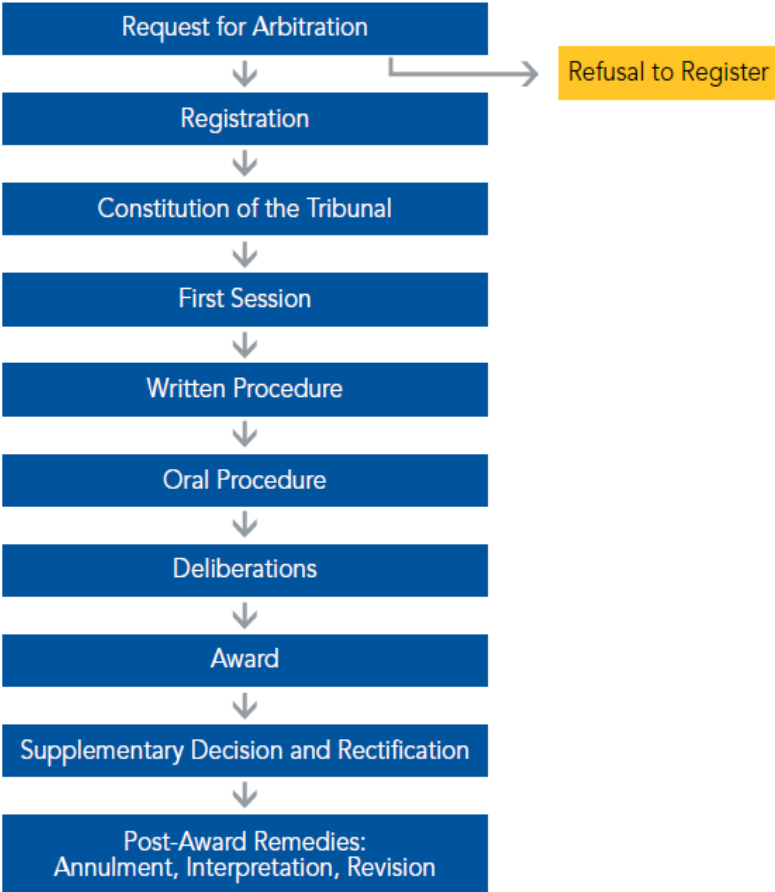 Request for Arbitration
Refusal to Register
Registration
Constitution of the Tribunal
First Session
Written Procedure
Oral Procedure
Deliberations
Award
Supplementary Decision and Rectification
Post-Award Remedies:
Annulment, Interpretation, Revision